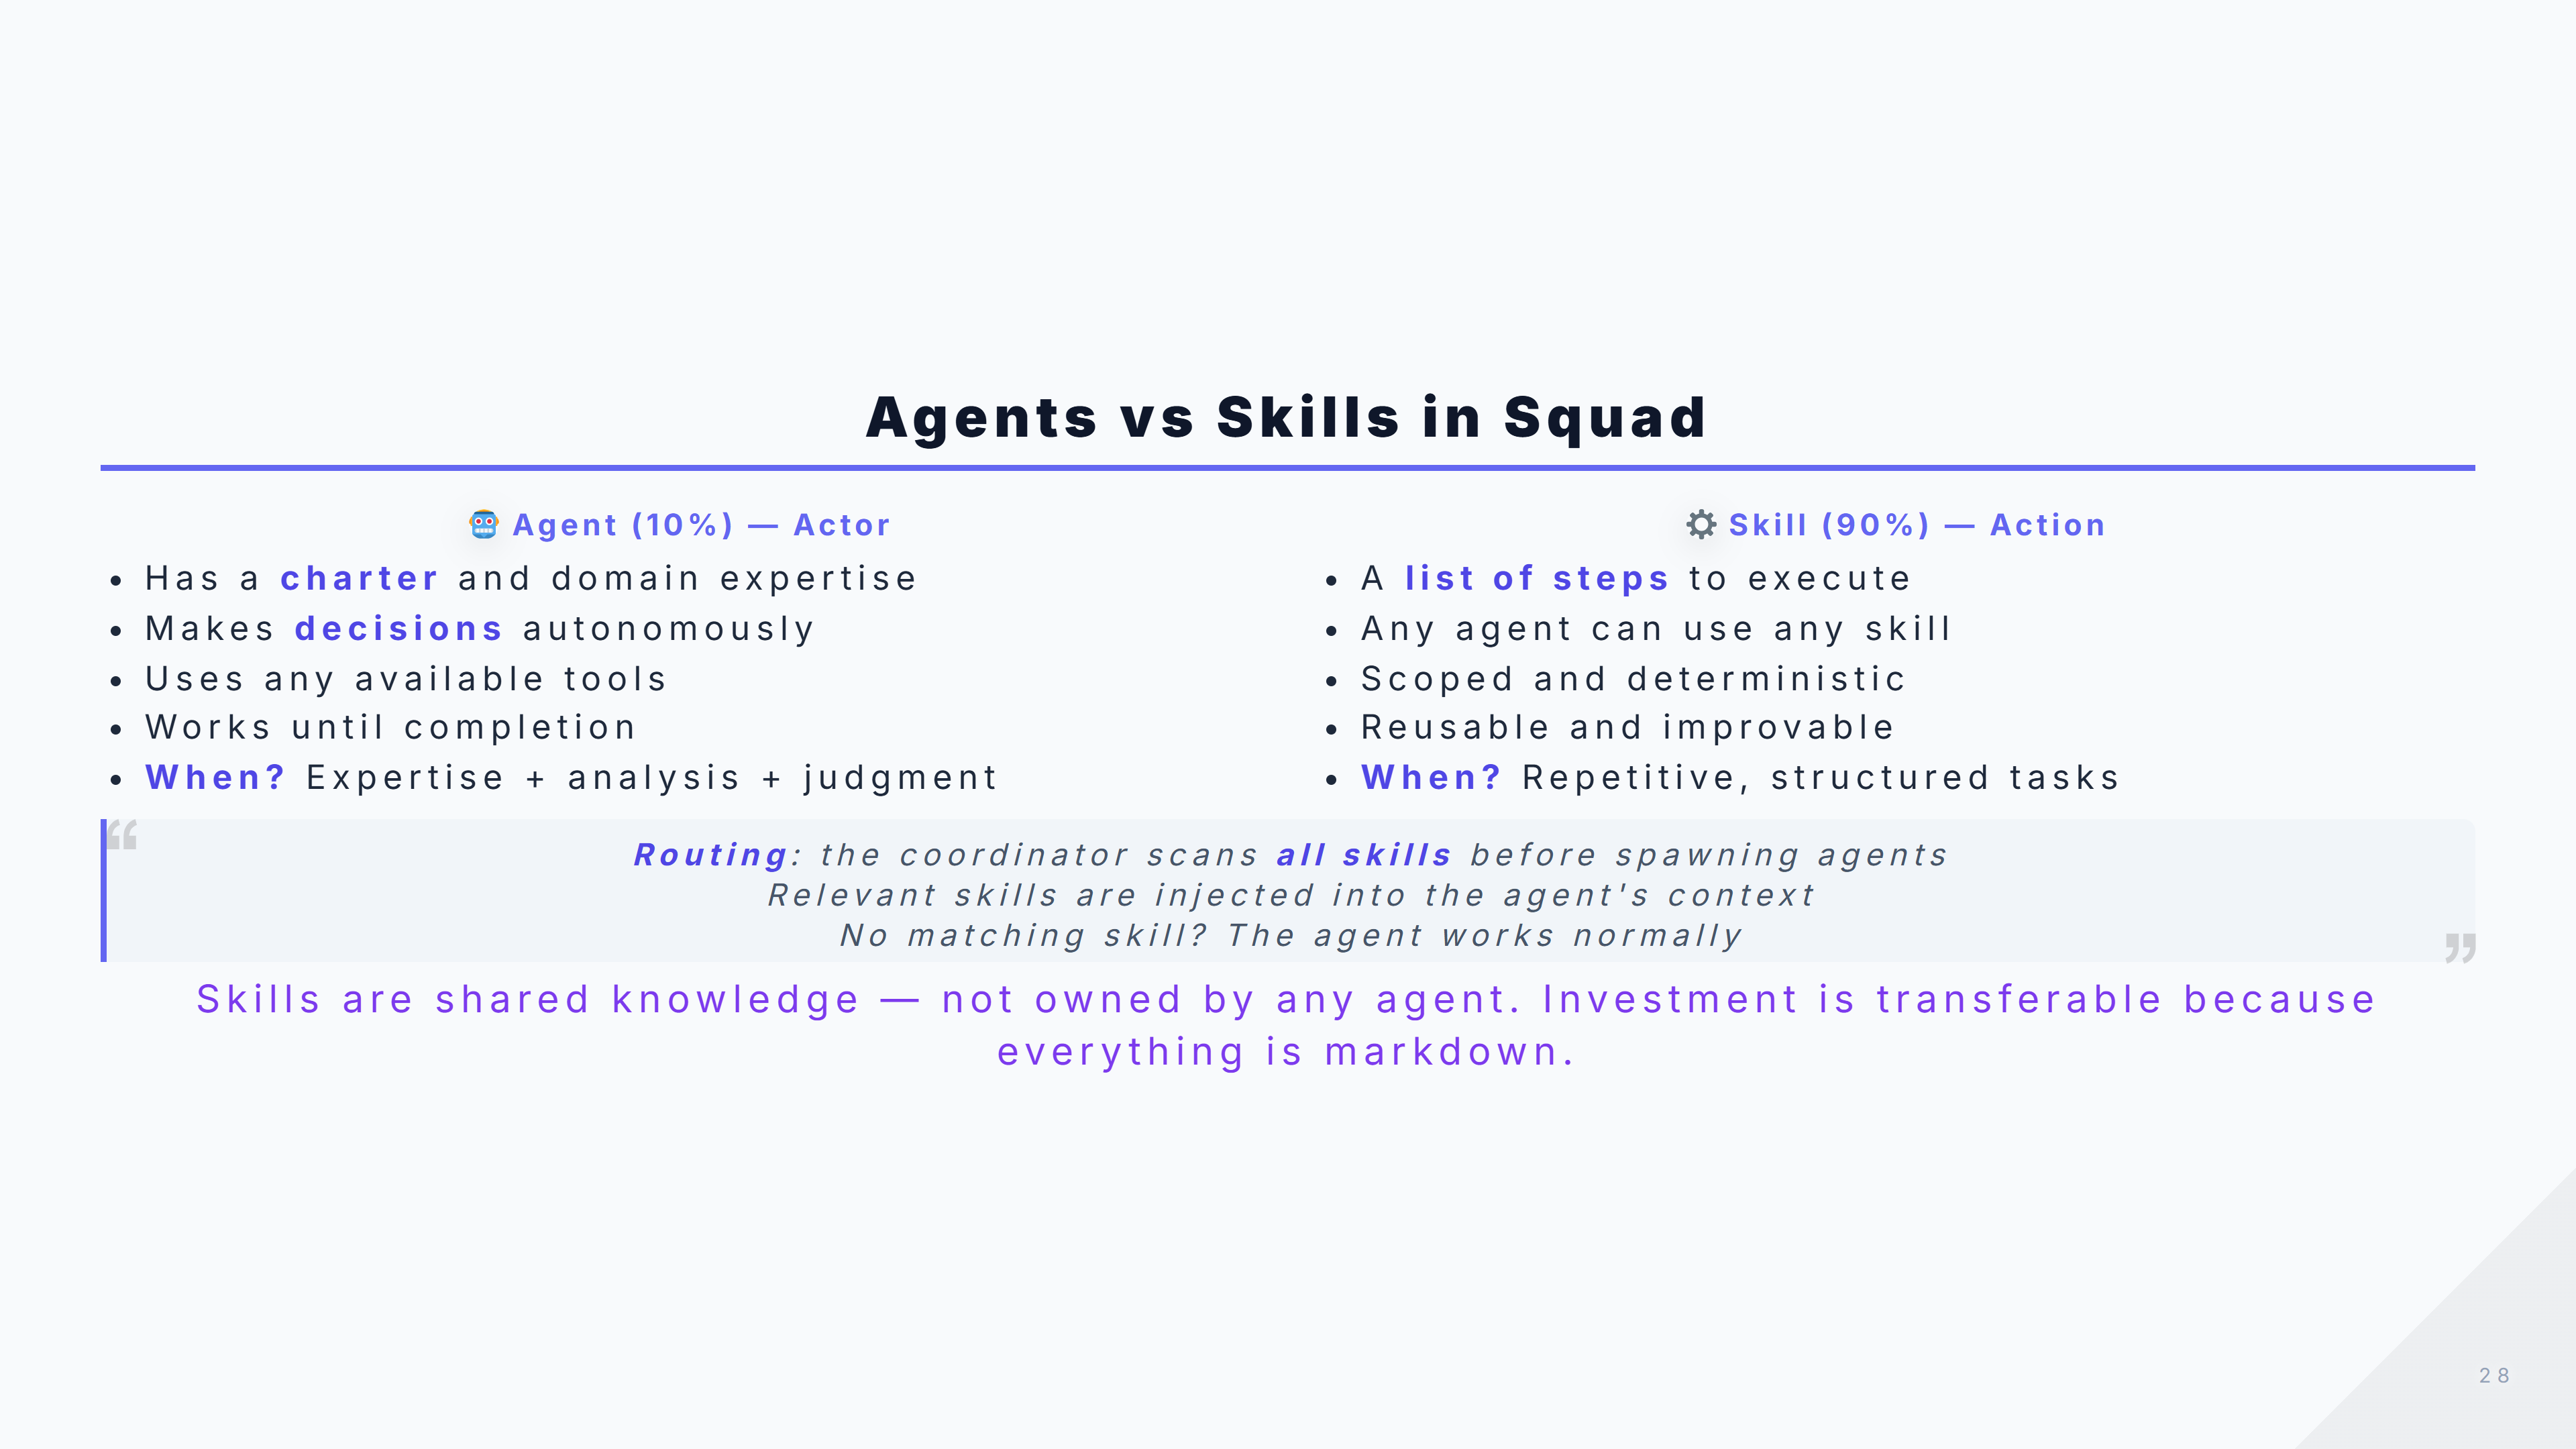 Agents vs Skills in Squad
🤖 Agent (10%) — Actor
• Has a charter and domain expertise
• Makes decisions autonomously
• Uses any available tools
• Works until completion
• When? Expertise + analysis + judgment
⚙ Skill (90%) — Action
• A list of steps to execute
• Any agent can use any skill
• Scoped and deterministic
• Reusable and improvable
• When? Repetitive, structured tasks
“
Routing: the coordinator scans all skills before spawning agents
Relevant skills are injected into the agent's context
No matching skill? The agent works normally
”
Skills are shared knowledge — not owned by any agent. Investment is transferable because
everything is markdown.
28